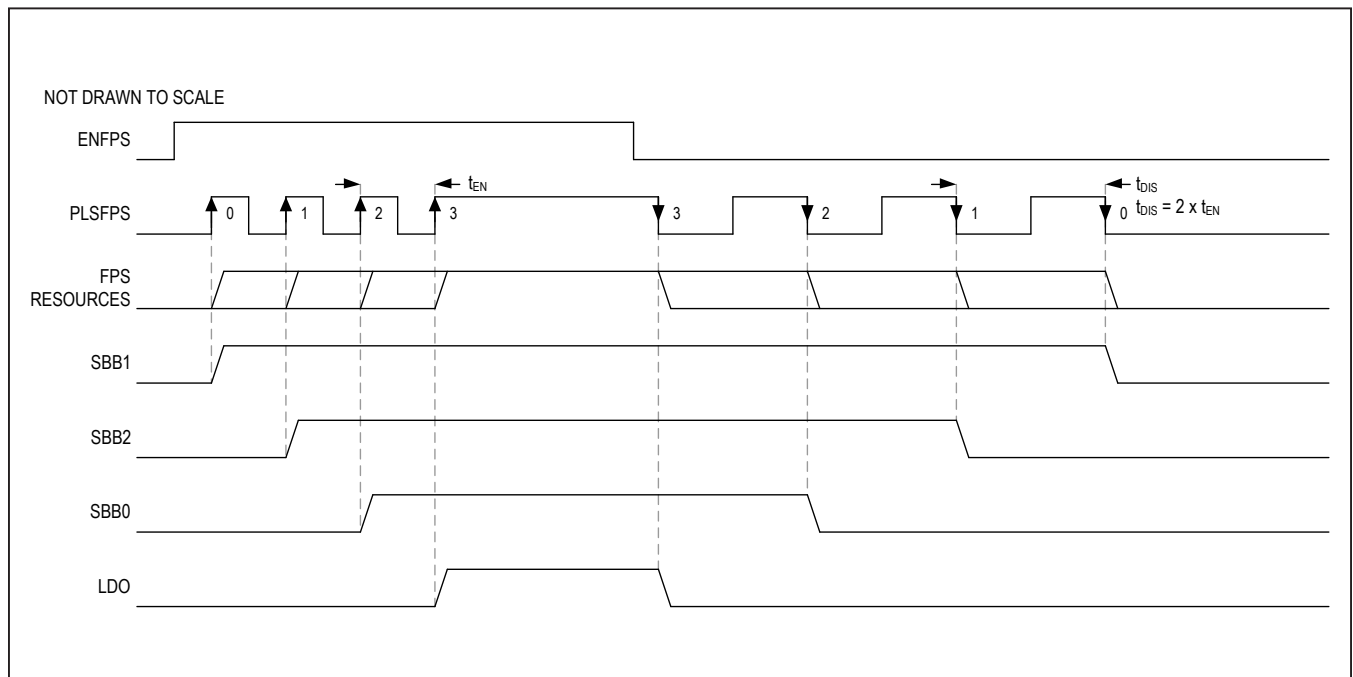 NOT DRAWN TO SCALE
ENFPS
t_EN
t_DIS
PLSFPS
0 1 2 3 3 2 1 0
t_DIS = 2 x t_EN
FPS
RESOURCES
SBB1
SBB2
SBB0
LDO